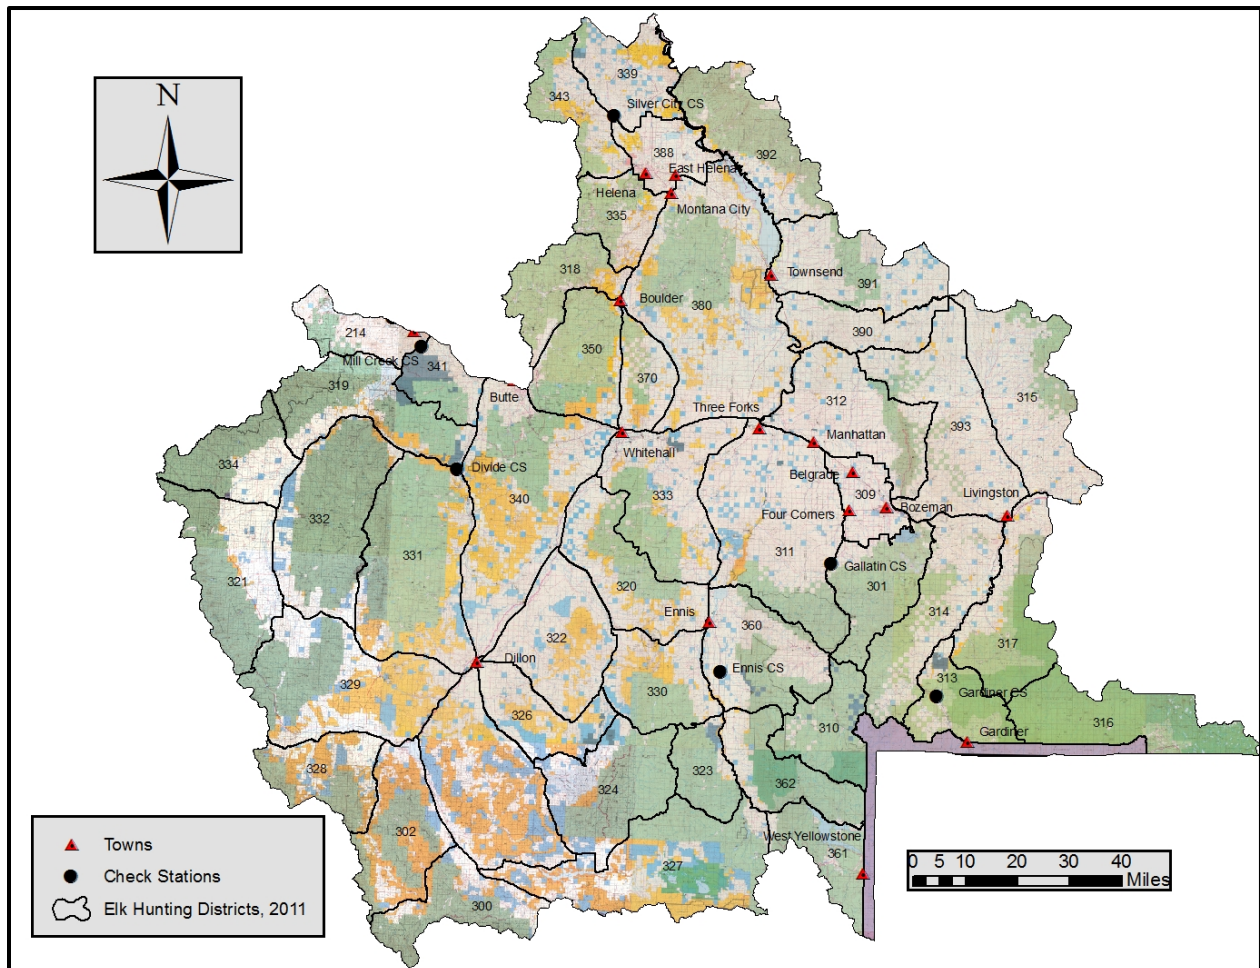 N
339
343
Silver City CS
392
388
East Helena
Helena
335
Montana City
318
Townsend
391
Boulder
380
390
214
Mill Creek CS
341
350
319
370
315
Butte
Three Forks
312
393
Manhattan
Whitehall
Divide CS
334
Belgrade
340
333
309
Livingston
332
Four Corners
Bozeman
331
311
Gallatin CS
321
320
301
Ennis
360
314
322
317
Dillon
Ennis CS
329
330
313
Gardiner CS
326
310
316
Gardiner
328
323
362
324
302
West Yellowstone
361
327
300
Towns
Check Stations
Elk Hunting Districts, 2011
0 5 10 20 30 40
Miles